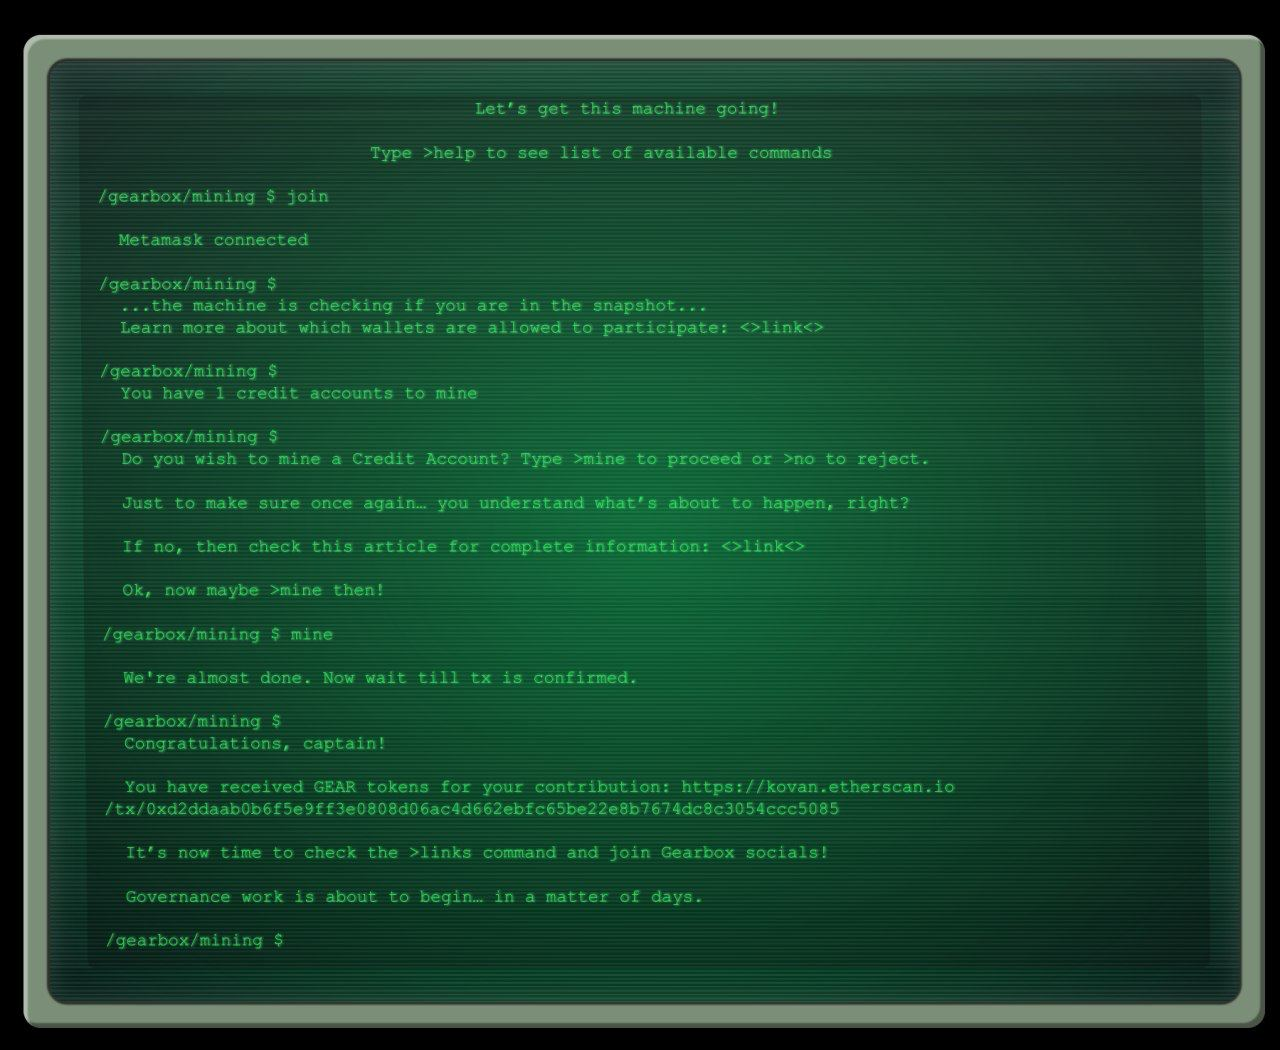 Let’s get this machine going!
Type >help to see list of available commands
/gearbox/mining $ join
Metamask connected
/gearbox/mining $
...the machine is checking if you are in the snapshot...
Learn more about which wallets are allowed to participate: <>link<>
/gearbox/mining $
You have 1 credit accounts to mine
/gearbox/mining $
Do you wish to mine a Credit Account? Type >mine to proceed or >no to reject.
Just to make sure once again… you understand what’s about to happen, right?
If no, then check this article for complete information: <>link<>
Ok, now maybe >mine then!
/gearbox/mining $ mine
We're almost done. Now wait till tx is confirmed.
/gearbox/mining $
Congratulations, captain!
You have received GEAR tokens for your contribution: https://kovan.etherscan.io
/tx/0xd2ddaab0b6f5e9ff3e0808d06ac4d662ebfc65be22e8b7674dc8c3054ccc5085
It’s now time to check the >links command and join Gearbox socials!
Governance work is about to begin… in a matter of days.
/gearbox/mining $